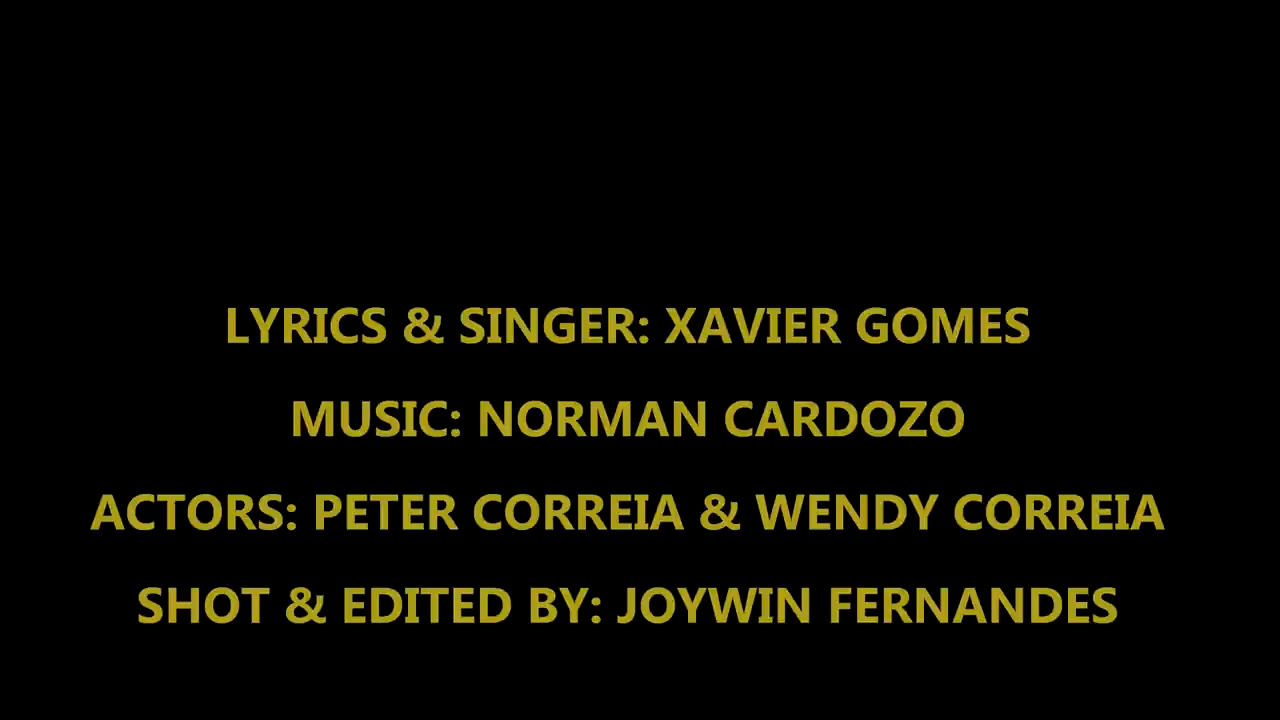 LYRICS & SINGER: XAVIER GOMES
MUSIC: NORMAN CARDOZO
ACTORS: PETER CORREIA & WENDY CORREIA
SHOT & EDITED BY: JOYWIN FERNANDES